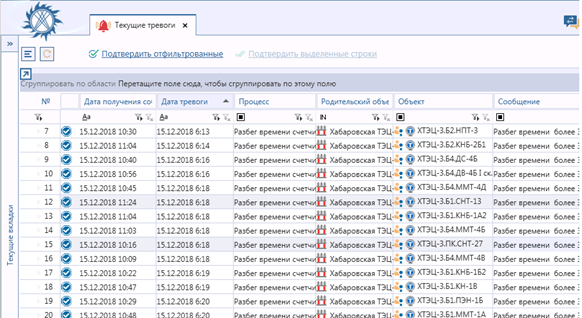 Текущие тревоги ×
»
Подтвердить отфильтрованные Подтвердить выделенные строки
Сгруппировать по области Перетащите поле сюда, чтобы сгруппировать по этому полю
№ Дата получения со Дата тревоги Процесс Родительский объе Объект Сообщение
Aa Aa IN
7 15.12.2018 10:30 15.12.2018 6:13 Разбег времени счетчи Хабаровская ТЭЦ- ХТЭЦ-3.Б2.НПТ-3 Разбег времени более 3
8 15.12.2018 11:04 15.12.2018 6:14 Разбег времени счетчи Хабаровская ТЭЦ- ХТЭЦ-3.Б2.КНБ-2Б1 Разбег времени более 3
9 15.12.2018 10:40 15.12.2018 6:16 Разбег времени счетчи Хабаровская ТЭЦ- ХТЭЦ-3.Б4.ДС-4Б Разбег времени более 3
10 15.12.2018 10:56 15.12.2018 6:16 Разбег времени счетчи Хабаровская ТЭЦ- ХТЭЦ-3.Б4.ДВ-4Б I ск. Разбег времени более 3
11 15.12.2018 10:45 15.12.2018 6:18 Разбег времени счетчи Хабаровская ТЭЦ- ХТЭЦ-3.Б4.ММТ-4Д Разбег времени более 3
12 15.12.2018 11:24 15.12.2018 6:18 Разбег времени счетчи Хабаровская ТЭЦ- ХТЭЦ-3.Б1.СНТ-13 Разбег времени более 3
13 15.12.2018 11:04 15.12.2018 6:18 Разбег времени счетчи Хабаровская ТЭЦ- ХТЭЦ-3.Б1.КНБ-1А2 Разбег времени более 3
14 15.12.2018 11:03 15.12.2018 6:18 Разбег времени счетчи Хабаровская ТЭЦ- ХТЭЦ-3.Б4.ММТ-4Б Разбег времени более 3
15 15.12.2018 10:16 15.12.2018 6:18 Разбег времени счетчи Хабаровская ТЭЦ- ХТЭЦ-3.ПК.СНТ-27 Разбег времени более 3
16 15.12.2018 10:09 15.12.2018 6:18 Разбег времени счетчи Хабаровская ТЭЦ- ХТЭЦ-3.Б4.ММТ-4В Разбег времени более 3
17 15.12.2018 10:22 15.12.2018 6:19 Разбег времени счетчи Хабаровская ТЭЦ- ХТЭЦ-3.Б1.КНБ-1Б2 Разбег времени более 3
18 15.12.2018 10:47 15.12.2018 6:19 Разбег времени счетчи Хабаровская ТЭЦ- ХТЭЦ-3.Б1.КН-1В Разбег времени более 3
19 15.12.2018 10:29 15.12.2018 6:20 Разбег времени счетчи Хабаровская ТЭЦ- ХТЭЦ-3.Б1.ПЭН-1Б Разбег времени более 3
20 15.12.2018 10:48 15.12.2018 6:20 Разбег времени счетчи Хабаровская ТЭЦ- ХТЭЦ-3.Б1.ММТ-1А Разбег времени более 3
Текущие вкладки